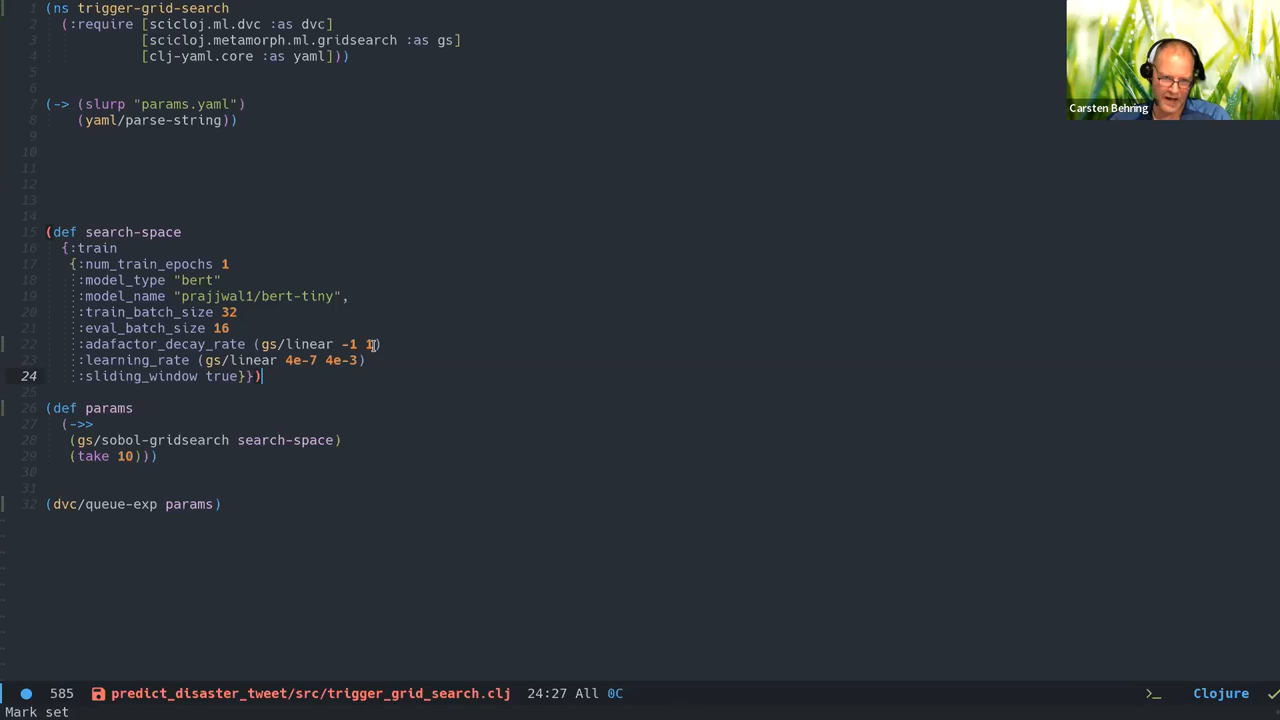 1 (ns trigger-grid-search
2 (:require [scicloj.ml.dvc :as dvc]
3 [scicloj.metamorph.ml.gridsearch :as gs]
4 [clj-yaml.core :as yaml]))
5
6
7 (-> (slurp "params.yaml")
8 (yaml/parse-string))
9
10
11
12
13
14
15 (def search-space
16 {:train
17 {:num_train_epochs 1
18 :model_type "bert"
19 :model_name "prajjwal1/bert-tiny",
20 :train_batch_size 32
21 :eval_batch_size 16
22 :adafactor_decay_rate (gs/linear -1 1)
23 :learning_rate (gs/linear 4e-7 4e-3)
24 :sliding_window true}})
25
26 (def params
27 (->>
28 (gs/sobol-gridsearch search-space)
29 (take 10)))
30
31
32 (dvc/queue-exp params)
Carsten Behring
585 predict_disaster_tweet/src/trigger_grid_search.clj 24:27 All 0C >_ Clojure
Mark set